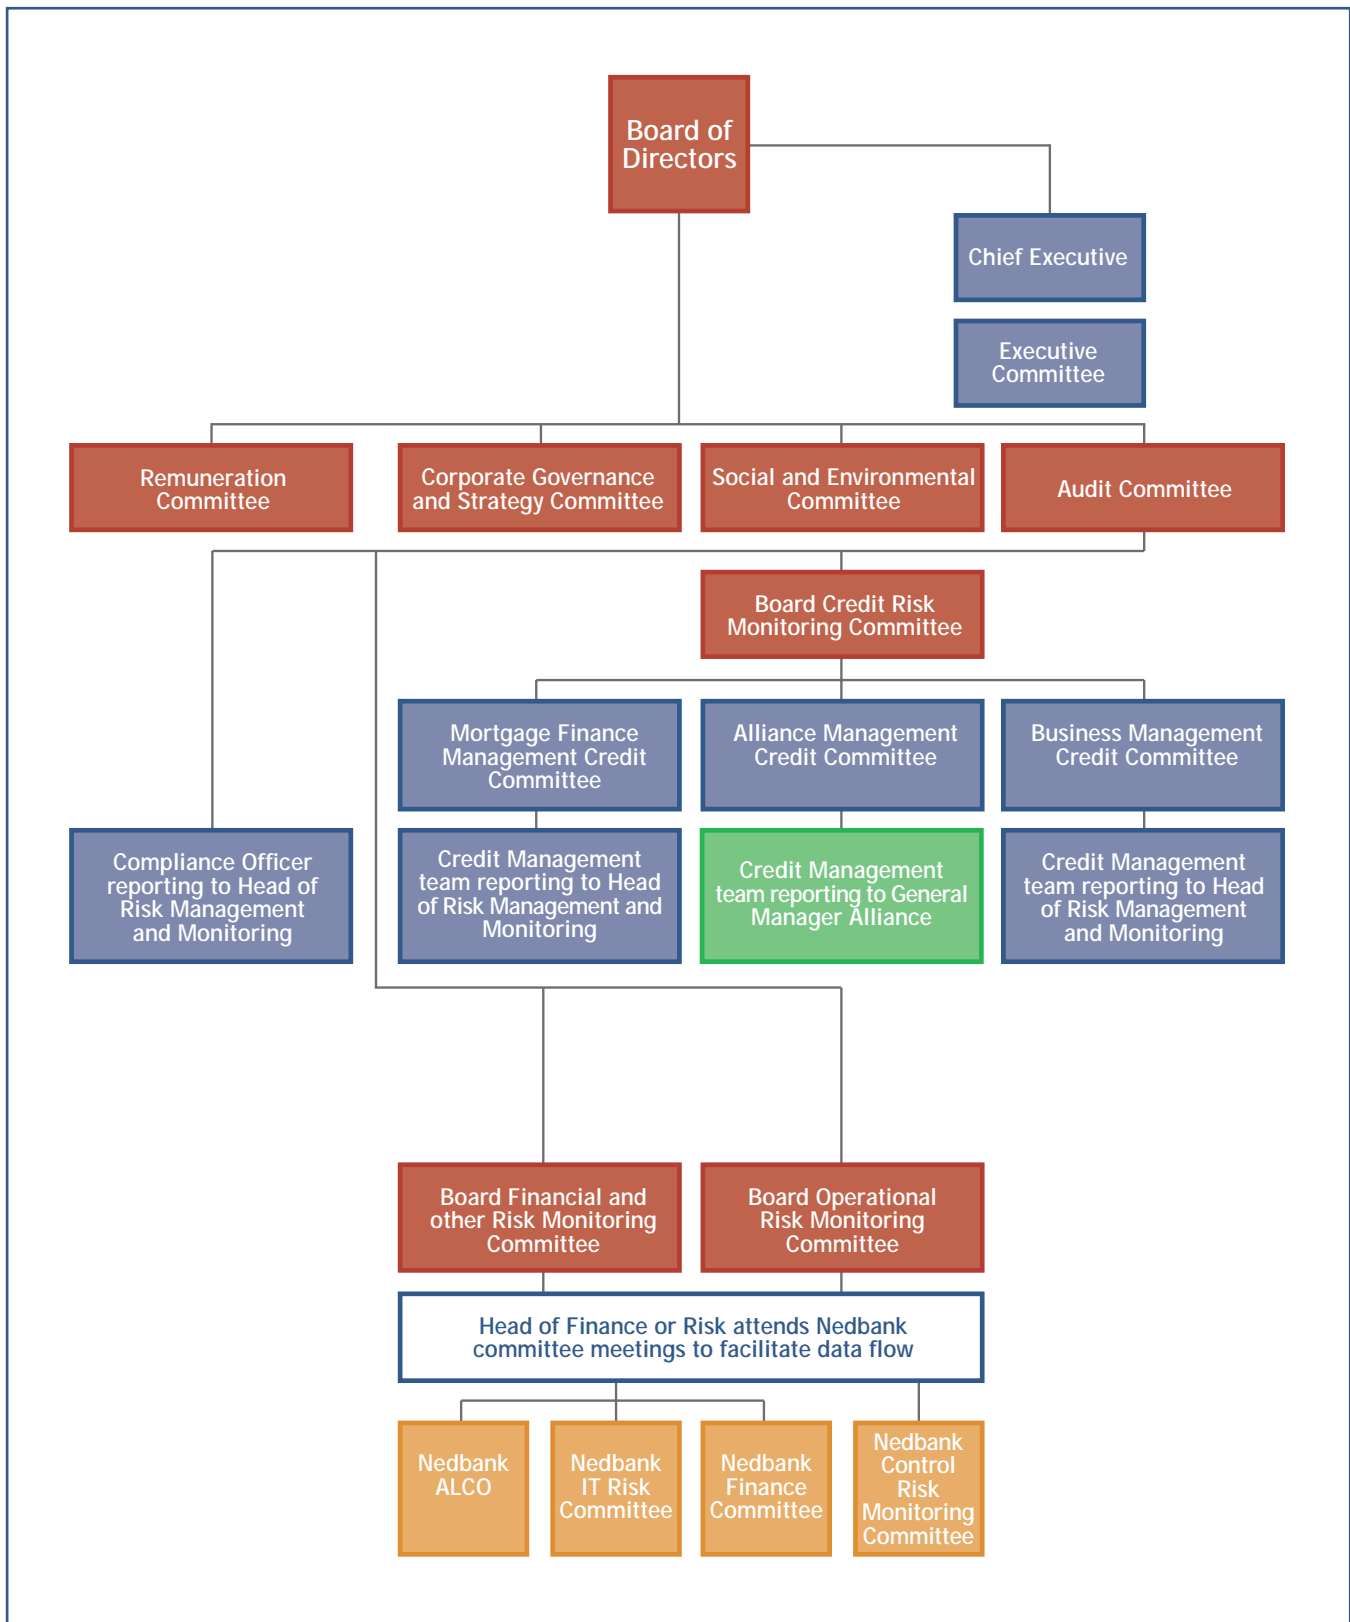 Board of
Directors
Chief Executive
Executive
Committee
Remuneration
Committee
Corporate Governance
and Strategy Committee
Social and Environmental
Committee
Audit Committee
Board Credit Risk
Monitoring Committee
Mortgage Finance
Management Credit
Committee
Alliance Management
Credit Committee
Business Management
Credit Committee
Compliance Officer
reporting to Head of
Risk Management
and Monitoring
Credit Management
team reporting to Head
of Risk Management and
Monitoring
Credit Management
team reporting to General
Manager Alliance
Credit Management
team reporting to Head
of Risk Management
and Monitoring
Board Financial and
other Risk Monitoring
Committee
Board Operational
Risk Monitoring
Committee
Head of Finance or Risk attends Nedbank
committee meetings to facilitate data flow
Nedbank
ALCO
Nedbank
IT Risk
Committee
Nedbank
Finance
Committee
Nedbank
Control
Risk
Monitoring
Committee